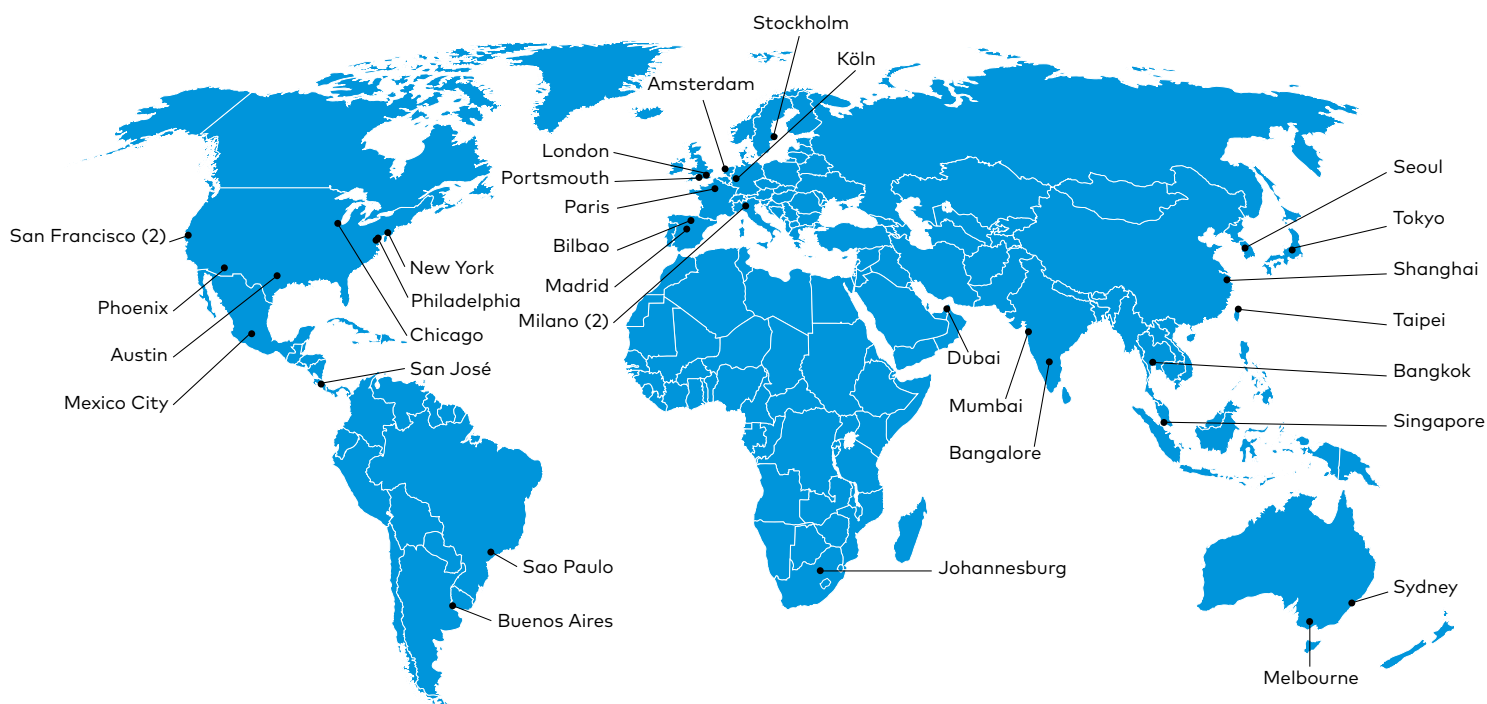 Stockholm
Köln
Amsterdam
London
Portsmouth
Paris
Bilbao
Madrid
Milano (2)
San Francisco (2)
Phoenix
Austin
Mexico City
New York
Philadelphia
Chicago
San José
Sao Paulo
Buenos Aires
Dubai
Mumbai
Bangalore
Johannesburg
Seoul
Tokyo
Shanghai
Taipei
Bangkok
Singapore
Sydney
Melbourne